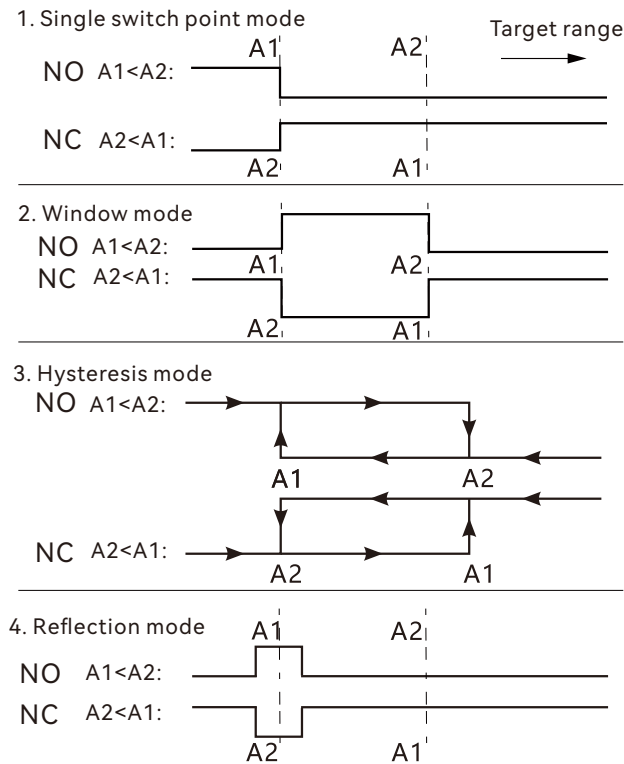 1. Single switch point mode
A1 A2 Target range
NO A1<A2:
NC A2<A1:
A2 A1
2. Window mode
NO A1<A2:
A1 A2
NC A2<A1:
A2 A1
3. Hysteresis mode
NO A1<A2:
A1 A2
NC A2<A1:
A2 A1
4. Reflection mode A1 A2
NO A1<A2:
NC A2<A1:
A2 A1